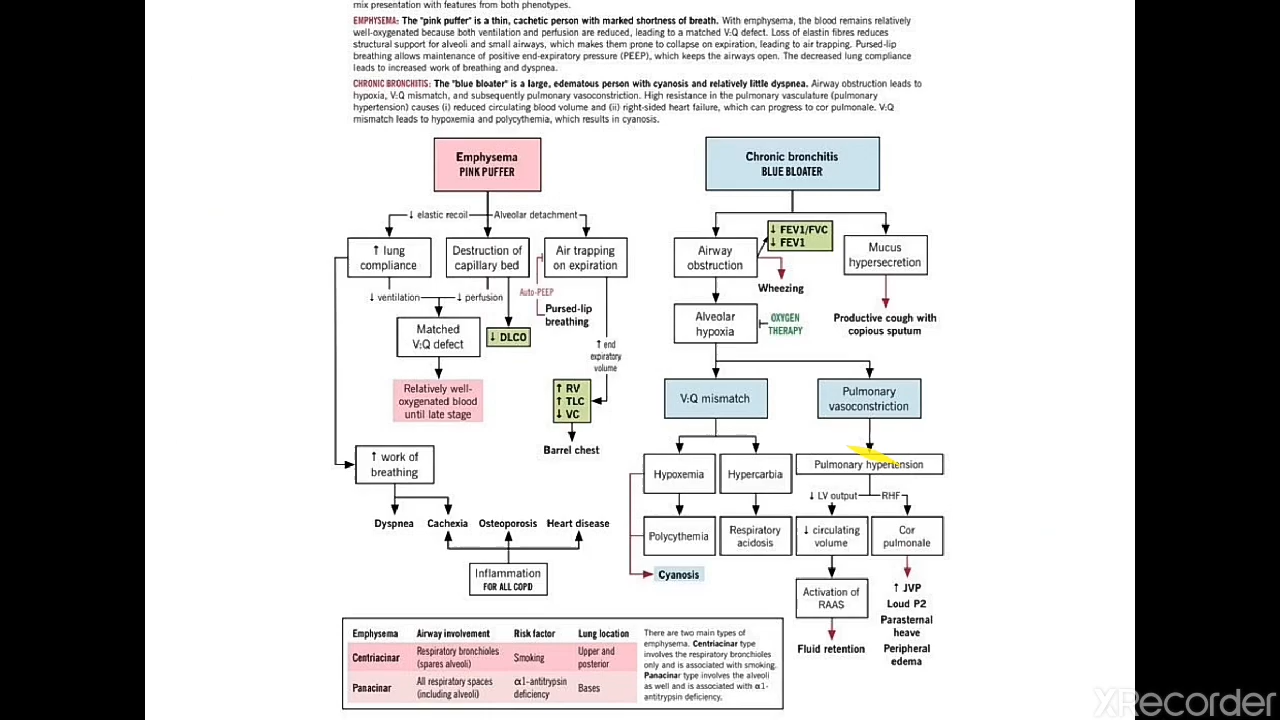 mix presentation with features from both phenotypes.
EMPHYSEMA: The "pink puffer" is a thin, cachetic person with marked shortness of breath. With emphysema, the blood remains relatively
well-oxygenated because both ventilation and perfusion are reduced, leading to a matched V:Q defect. Loss of elastin fibres reduces
structural support for alveoli and small airways, which makes them prone to collapse on expiration, leading to air trapping. Pursed-lip
breathing allows maintenance of positive end-expiratory pressure (PEEP), which keeps the airways open. The decreased lung compliance
leads to increased work of breathing and dyspnea.
CHRONIC BRONCHITIS: The "blue bloater" is a large, edematous person with cyanosis and relatively little dyspnea. Airway obstruction leads to
hypoxia, V:Q mismatch, and subsequently pulmonary vasoconstriction. High resistance in the pulmonary vasculature (pulmonary
hypertension) causes (i) reduced circulating blood volume and (ii) right-sided heart failure, which can progress to cor pulmonale. V:Q
mismatch leads to hypoxemia and polycythemia, which results in cyanosis.
Emphysema
PINK PUFFER
↓ elastic recoil
Alveolar detachment
↑ lung
compliance
Destruction of
capillary bed
Air trapping
on expiration
↓ ventilation
↓ perfusion
Auto-PEEP
Pursed-lip
breathing
Matched
V:Q defect
↓ DLCO
↑ end
expiratory
volume
Relatively well-
oxygenated blood
until late stage
↑ RV
↑ TLC
↓ VC
Barrel chest
↑ work of
breathing
Dyspnea
Cachexia
Osteoporosis
Heart disease
Inflammation
FOR ALL COPD
Chronic bronchitis
BLUE BLOATER
Airway
obstruction
↓ FEV1/FVC
↓ FEV1
Mucus
hypersecretion
Wheezing
Productive cough with
copious sputum
Alveolar
hypoxia
OXYGEN
THERAPY
V:Q mismatch
Pulmonary
vasoconstriction
Hypoxemia
Hypercarbia
Pulmonary hypertension
↓ LV output
RHF
Polycythemia
Respiratory
acidosis
↓ circulating
volume
Cor
pulmonale
Cyanosis
Activation of
RAAS
Fluid retention
↑ JVP
Loud P2
Parasternal
heave
Peripheral
edema
Emphysema Airway involvement Risk factor Lung location
Centriacinar Respiratory bronchioles (spares alveoli) Smoking Upper and posterior
Panacinar All respiratory spaces (including alveoli) α1-antitrypsin deficiency Bases
There are two main types of
emphysema. Centriacinar type
involves the respiratory bronchioles
only and is associated with smoking.
Panacinar type involves the alveoli
as well and is associated with α1-
antitrypsin deficiency.
XRecorder